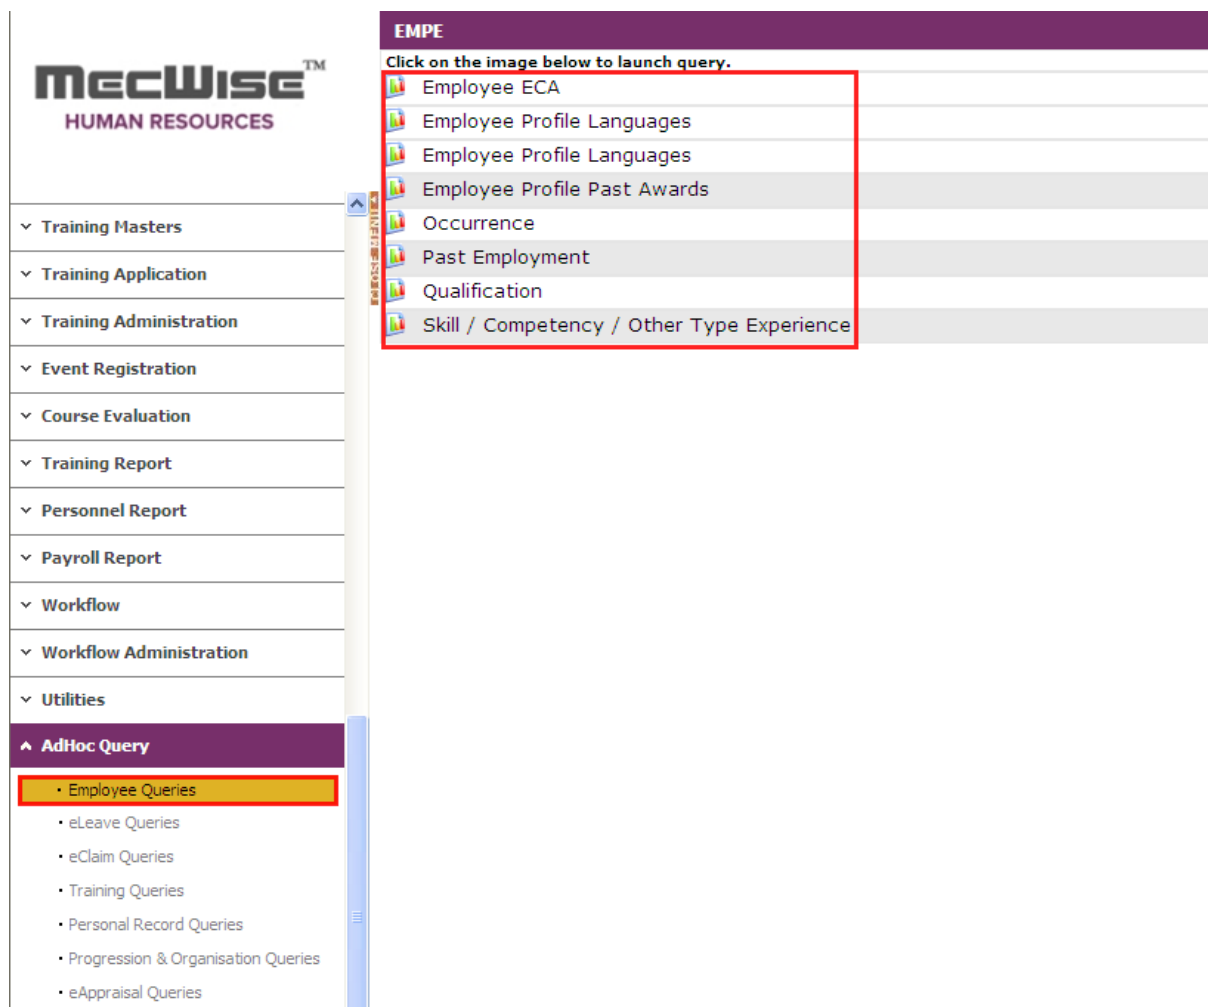 MECWISE™
HUMAN RESOURCES
Training Masters
Training Application
Training Administration
Event Registration
Course Evaluation
Training Report
Personnel Report
Payroll Report
Workflow
Workflow Administration
Utilities
AdHoc Query
• Employee Queries
• eLeave Queries
• eClaim Queries
• Training Queries
• Personal Record Queries
• Progression & Organisation Queries
• eAppraisal Queries
EMPE
Click on the image below to launch query.
Employee ECA
Employee Profile Languages
Employee Profile Languages
Employee Profile Past Awards
Occurrence
Past Employment
Qualification
Skill / Competency / Other Type Experience